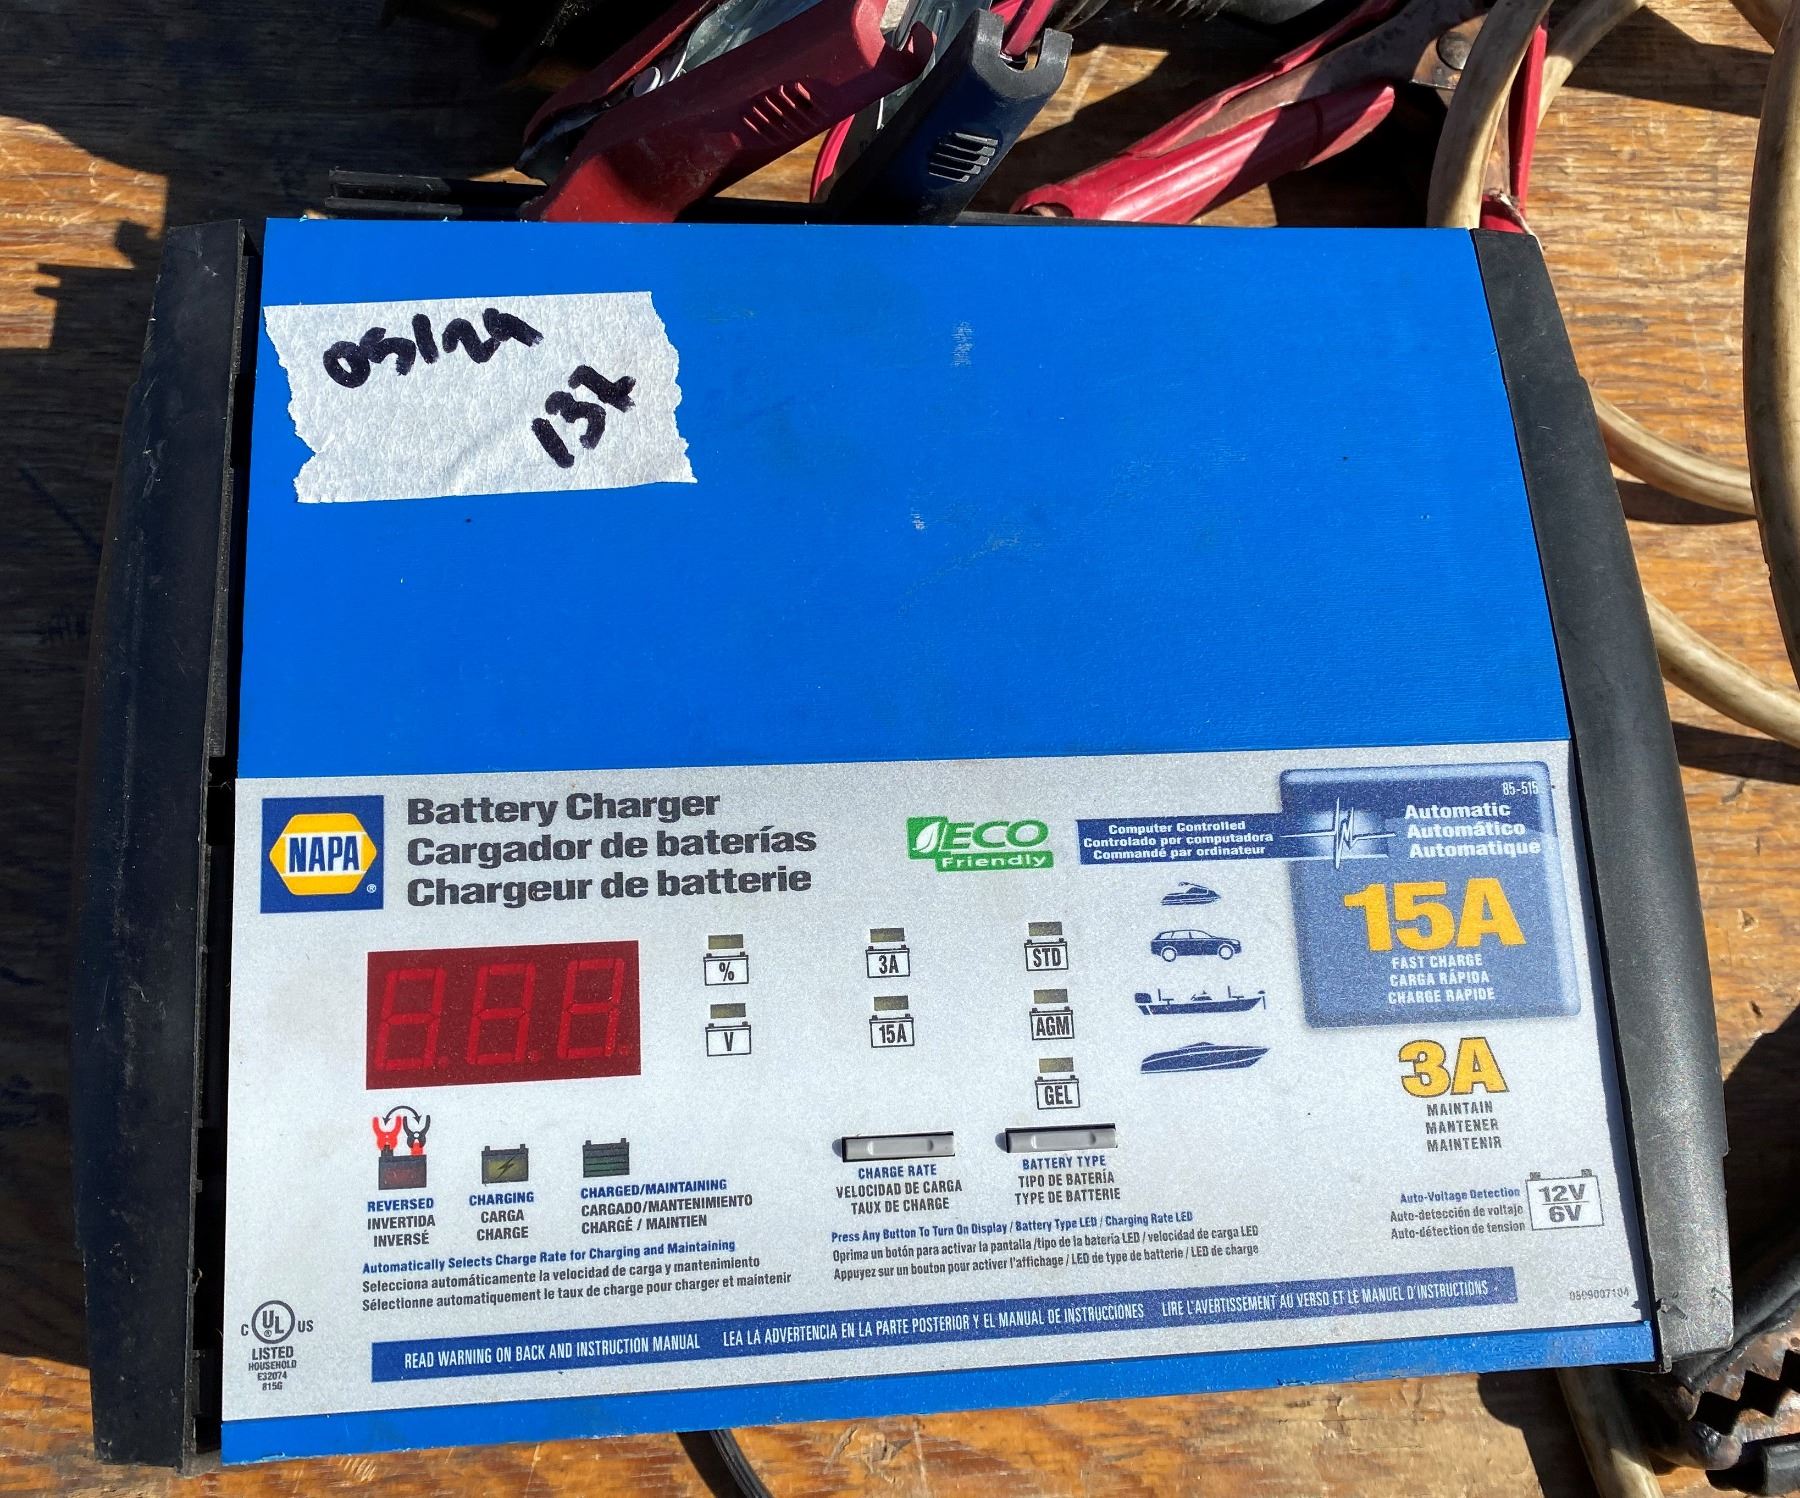 05/24
137
NAPA
®
Battery Charger
Cargador de baterías
Chargeur de batterie
ECO
Friendly
Computer Controlled
Controlado por computadora
Commandé par ordinateur
85-515
Automatic
Automático
Automatique
15A
FAST CHARGE
CARGA RÁPIDA
CHARGE RAPIDE
3A
MAINTAIN
MANTENER
MAINTENIR
%
3A
STD
V
15A
AGM
GEL
REVERSED
INVERTIDA
INVERSÉ
CHARGING
CARGA
CHARGE
CHARGED/MAINTAINING
CARGADO/MANTENIMIENTO
CHARGÉ / MAINTIEN
CHARGE RATE
VELOCIDAD DE CARGA
TAUX DE CHARGE
BATTERY TYPE
TIPO DE BATERÍA
TYPE DE BATTERIE
Auto-Voltage Detection
Auto-detección de voltaje
Auto-détection de tension
12V
6V
Automatically Selects Charge Rate for Charging and Maintaining
Selecciona automáticamente la velocidad de carga y mantenimiento
Sélectionne automatiquement le taux de charge pour charger et maintenir
Press Any Button To Turn On Display / Battery Type LED / Charging Rate LED
Oprima un botón para activar la pantalla /tipo de la batería LED / velocidad de carga LED
Appuyez sur un bouton pour activer l'affichage / LED de type de batterie / LED de charge
C UL US
®
LISTED
HOUSEHOLD
E32074
815G
READ WARNING ON BACK AND INSTRUCTION MANUAL LEA LA ADVERTENCIA EN LA PARTE POSTERIOR Y EL MANUAL DE INSTRUCCIONES LIRE L'AVERTISSEMENT AU VERSO ET LE MANUEL D'INSTRUCTIONS
0509007104